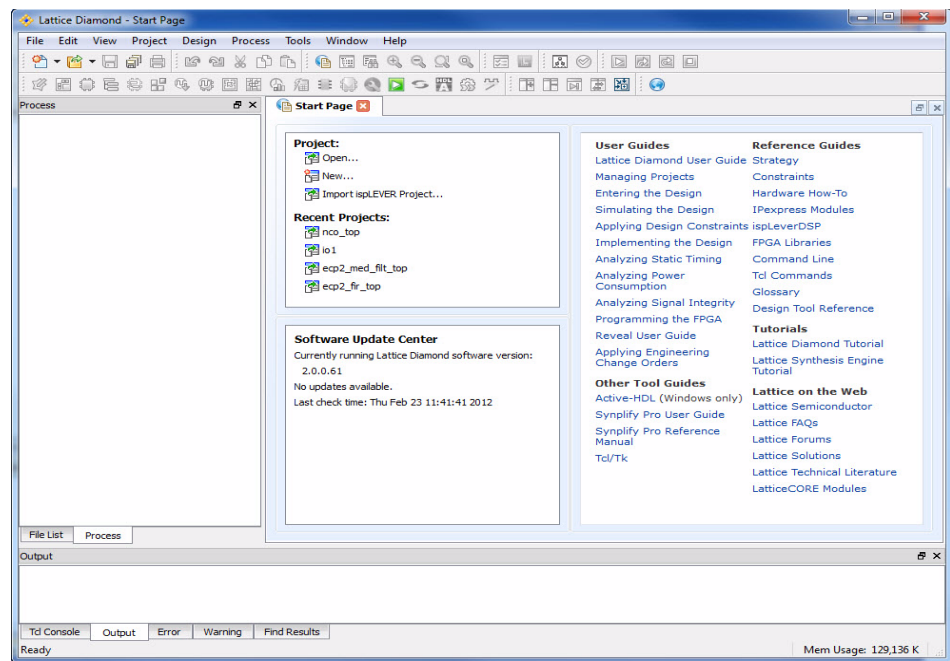 Lattice Diamond - Start Page
File Edit View Project Design Process Tools Window Help
Process
Start Page
Project:
Open...
New...
Import ispLEVER Project...
Recent Projects:
nco_top
io1
ecp2_med_filt_top
ecp2_fir_top
Software Update Center
Currently running Lattice Diamond software version:
2.0.0.61
No updates available.
Last check time: Thu Feb 23 11:41:41 2012
User Guides
Lattice Diamond User Guide
Managing Projects
Entering the Design
Simulating the Design
Applying Design Constraints
Implementing the Design
Analyzing Static Timing
Analyzing Power
Consumption
Analyzing Signal Integrity
Programming the FPGA
Reveal User Guide
Applying Engineering
Change Orders
Other Tool Guides
Active-HDL (Windows only)
Synplify Pro User Guide
Synplify Pro Reference
Manual
Tcl/Tk
Reference Guides
Strategy
Constraints
Hardware How-To
IPexpress Modules
ispLeverDSP
FPGA Libraries
Command Line
Tcl Commands
Glossary
Design Tool Reference
Tutorials
Lattice Diamond Tutorial
Lattice Synthesis Engine
Tutorial
Lattice on the Web
Lattice Semiconductor
Lattice FAQs
Lattice Forums
Lattice Solutions
Lattice Technical Literature
LatticeCORE Modules
File List Process
Output
Tcl Console Output Error Warning Find Results
Ready Mem Usage: 129,136 K